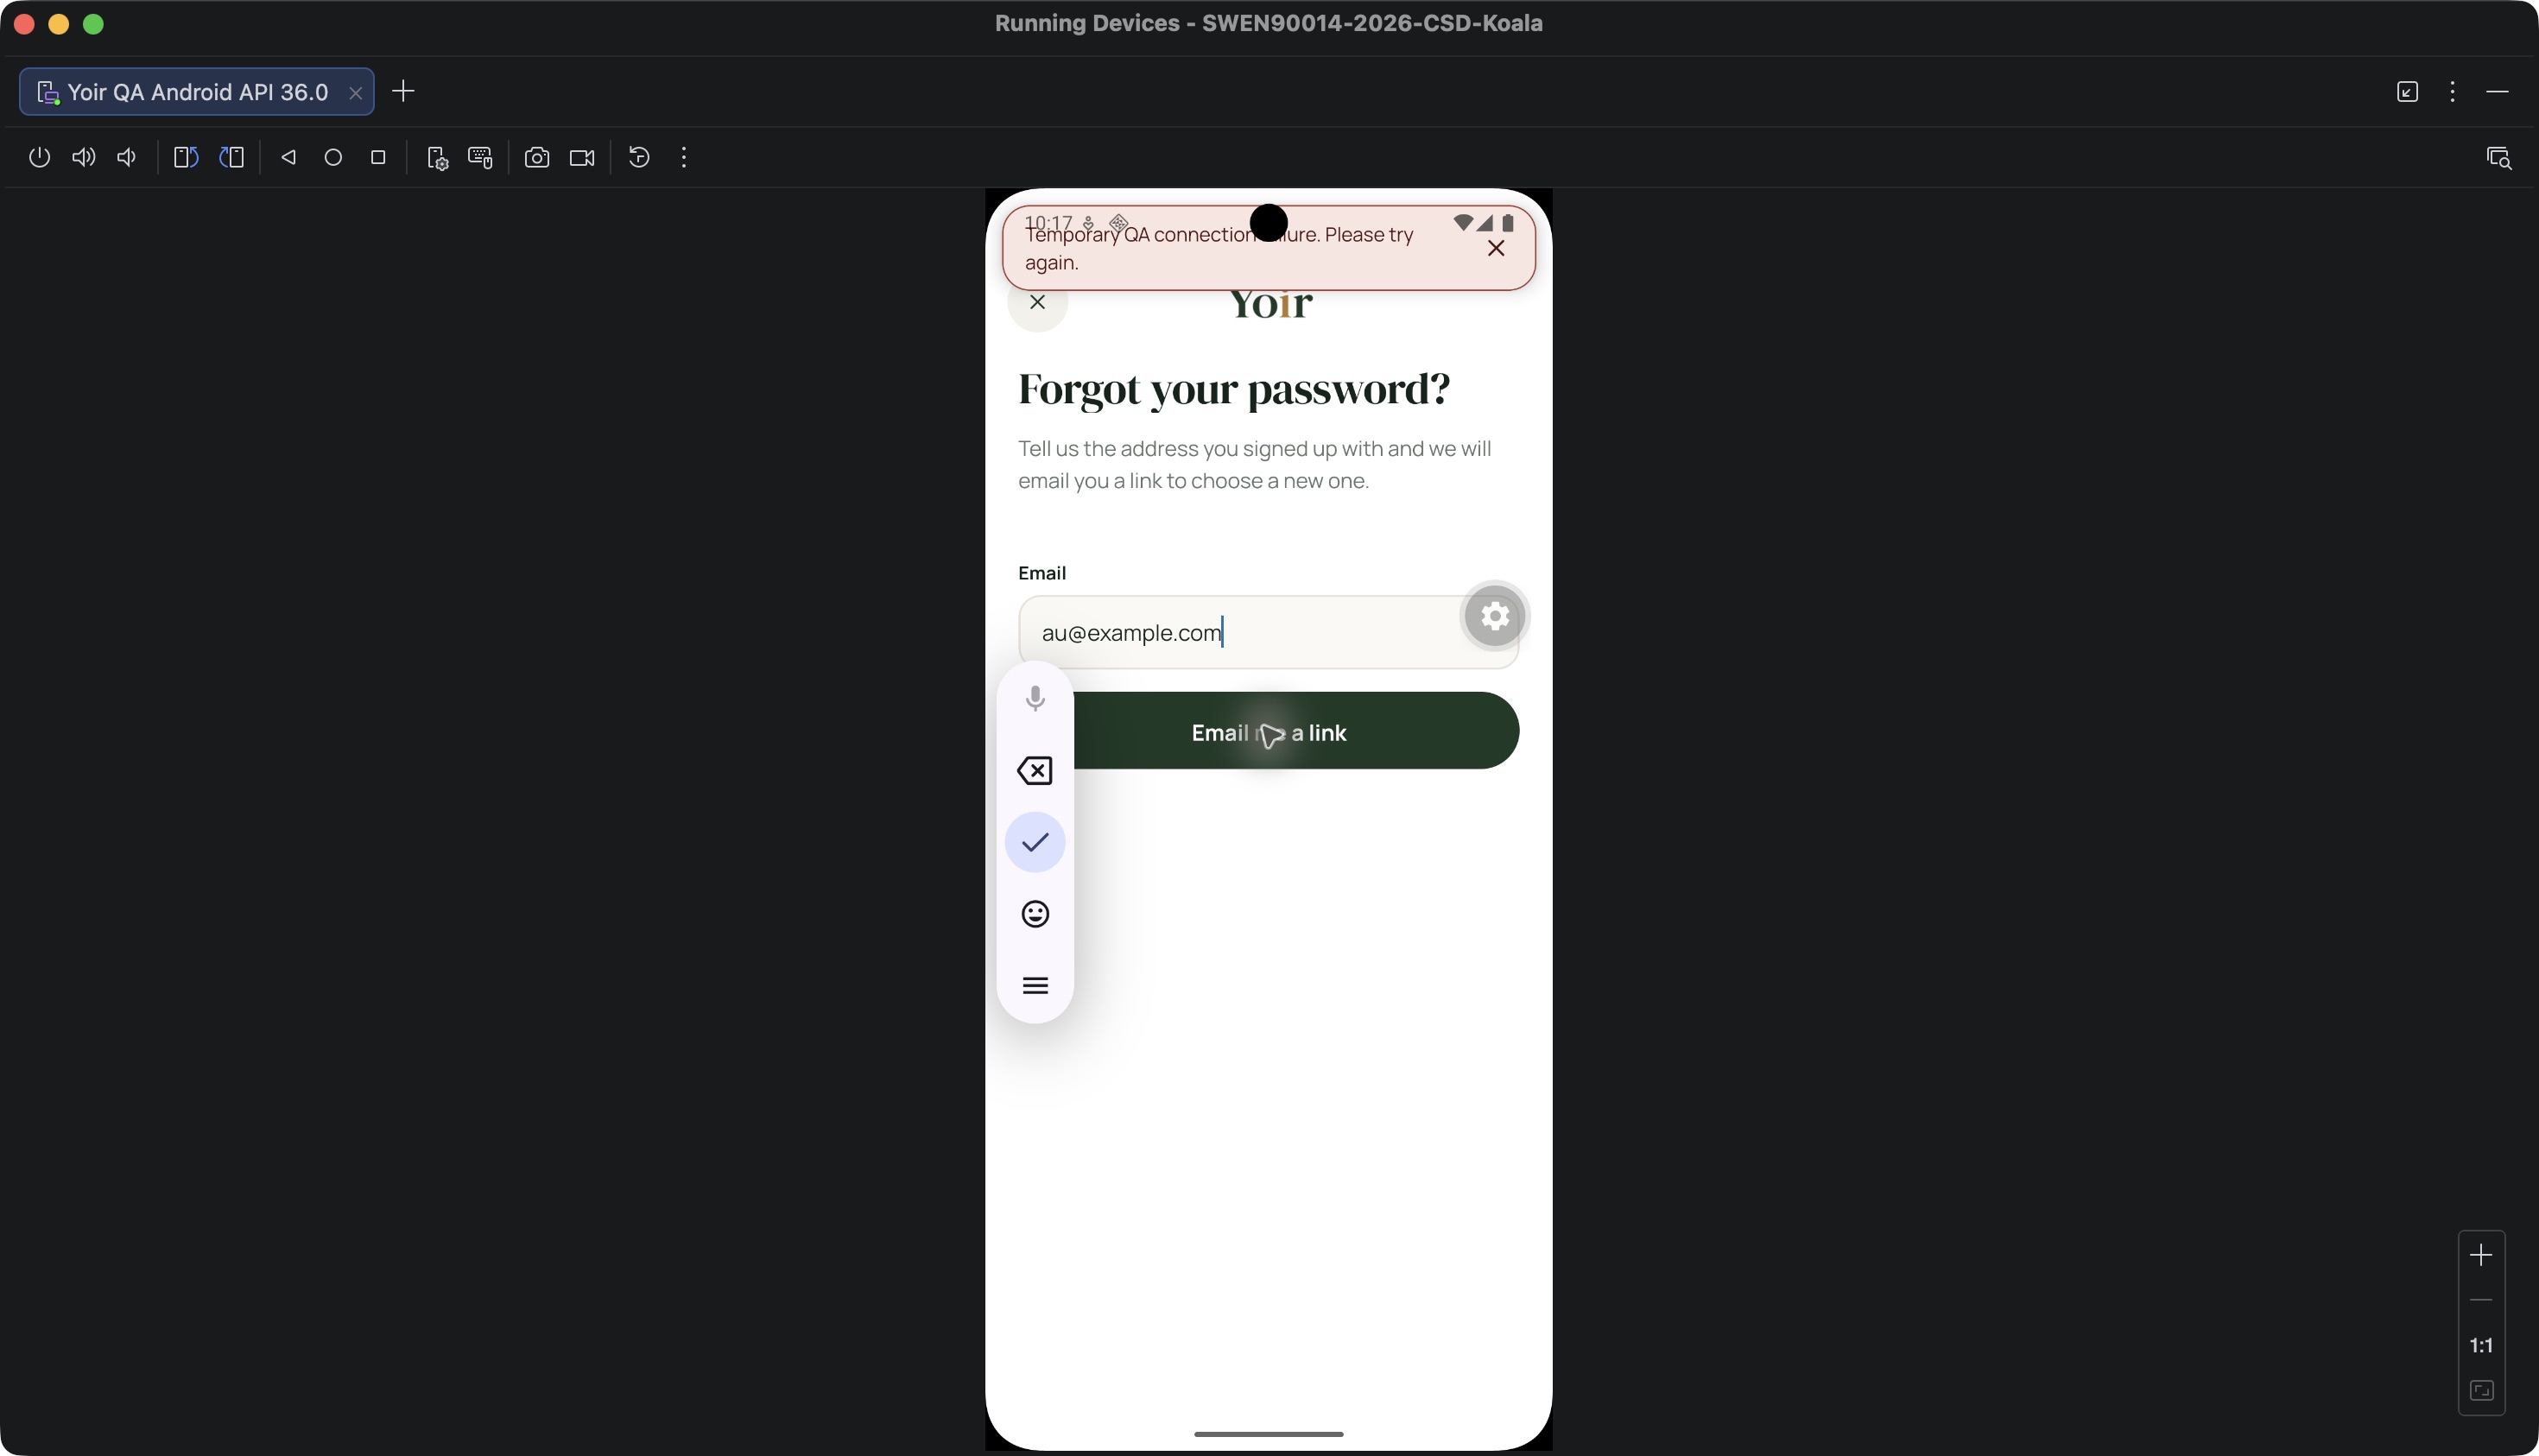 Running Devices - SWEN90014-2026-CSD-Koala
Yoir QA Android API 36.0
10:17
Temporary QA connection. Please try
again.
Yoir
Forgot your password?
Tell us the address you signed up with and we will
email you a link to choose a new one.
Email
au@example.com
Email a link
1:1